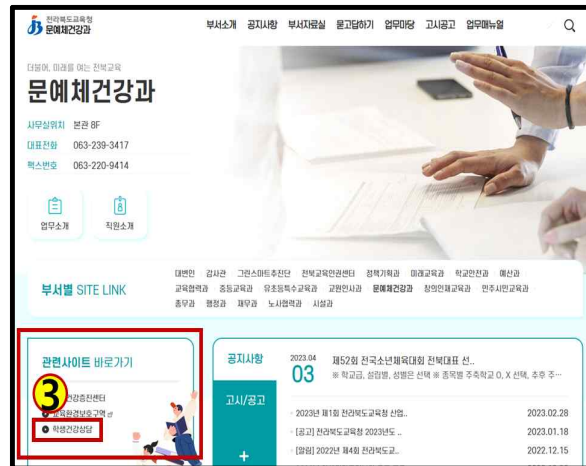 전라북도교육청
문예체건강과
부서소개 공지사항 부서자료실 묻고답하기 업무마당 고시공고 업무매뉴얼
더불어, 미래를 여는 전북교육
문예체건강과
사무실위치 본관 8F
대표전화 063-239-3417
팩스번호 063-220-9414
업무소개 직원소개
부서별 SITE LINK
대변인 감사관 그린스마트추진단 전북교육인권센터 정책기획과 미래교육과 학교안전과 예산과
교육협력과 중등교육과 유초등특수교육과 교원인사과 문예체건강과 창의인재교육과 민주시민교육과
총무과 행정과 재무과 노사협력과 시설과
관련사이트 바로가기
3
건강증진센터
교육환경보호구역
학생건강상담
공지사항
고시/공고
+
2023.04
03
제52회 전국소년체육대회 전북대표 선..
※ 학교급, 설립별, 성별은 선택 ※ 종목별 주축학교 O, X 선택, 추후 주…
2023년 제1회 전라북도교육청 산업.. 2023.02.28
[공고] 전라북도교육청 2023년도 .. 2023.01.18
[알림] 2022년 제4회 전라북도교.. 2022.12.15